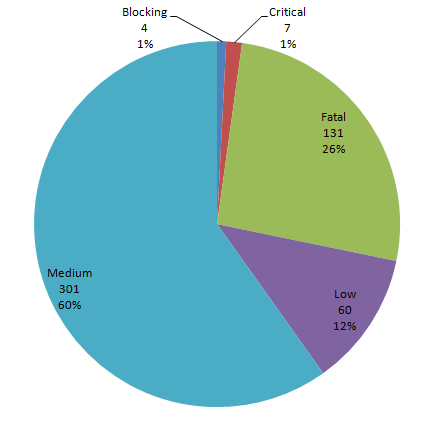 Blocking
4
1%
Critical
7
1%
Fatal
131
26%
Low
60
12%
Medium
301
60%